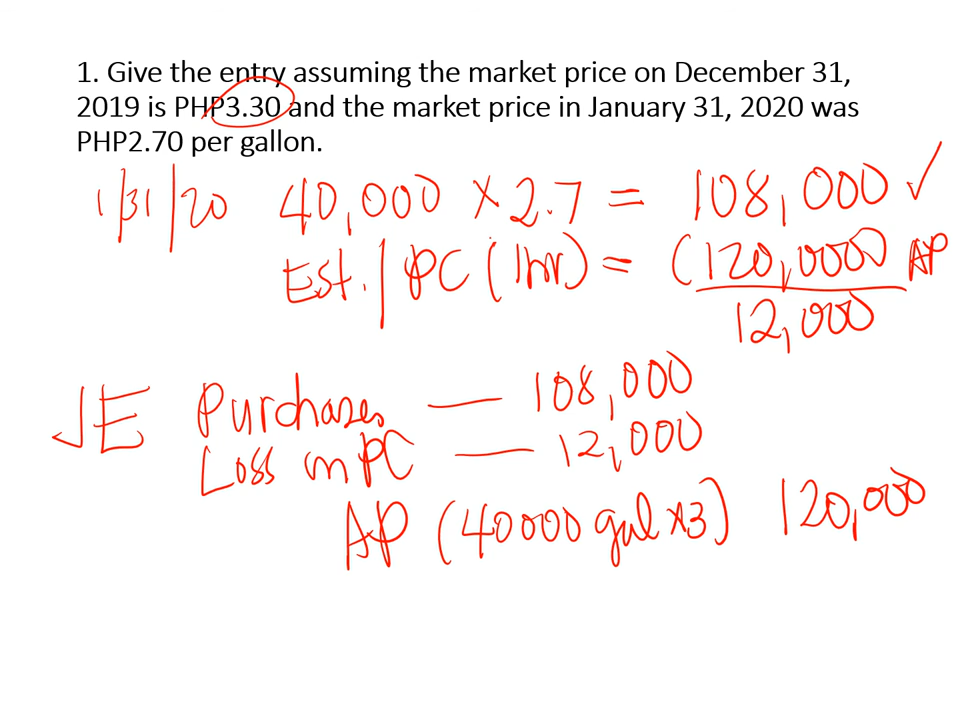 1. Give the entry assuming the market price on December 31,
2019 is PHP3.30 and the market price in January 31, 2020 was
PHP2.70 per gallon.
1/31/20 40,000 x 2.7 = 108,000 ✓
Est. / PC ( ) = (120,000) AP
12,000
JE Purchases — 108,000
Loss on PC — 12,000
AP (40000 gal x3) 120,000